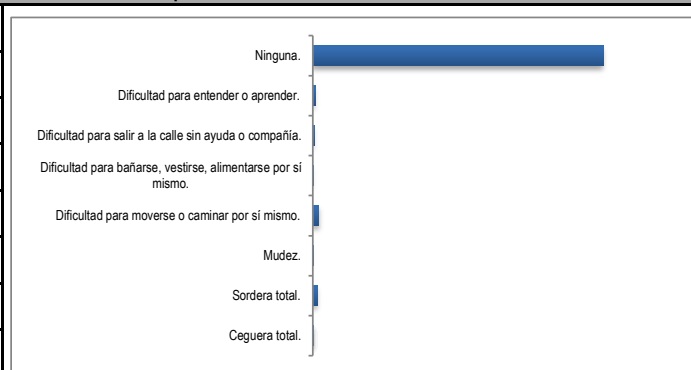 Ninguna.
Dificultad para entender o aprender.
Dificultad para salir a la calle sin ayuda o compañía.
Dificultad para bañarse, vestirse, alimentarse por sí
mismo.
Dificultad para moverse o caminar por sí mismo.
Mudez.
Sordera total.
Ceguera total.